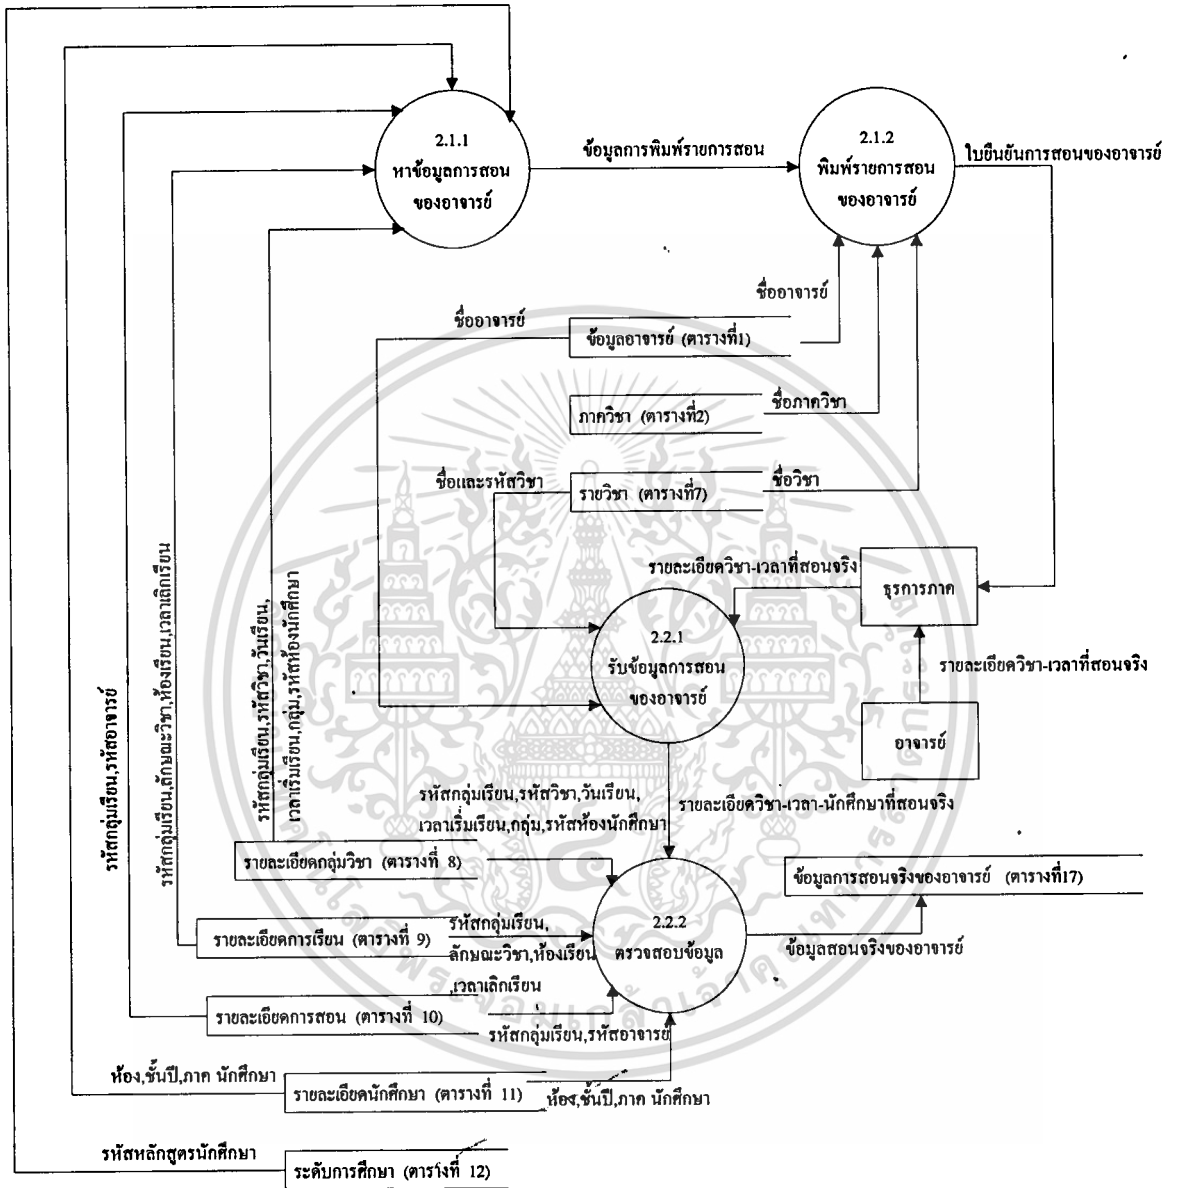 2.1.1
หาข้อมูลการสอน
ของอาจารย์
ข้อมูลการพิมพ์รายการสอน
2.1.2
พิมพ์รายการสอน
ของอาจารย์
ใบยืนยันการสอนของอาจารย์
ชื่ออาจารย์
ชื่ออาจารย์
ข้อมูลอาจารย์ (ตารางที่1)
ภาควิชา (ตารางที่2)
ชื่อภาควิชา
ชื่อและรหัสวิชา
รายวิชา (ตารางที่7)
ชื่อวิชา
รายละเอียดวิชา-เวลาที่สอนจริง
ธุรการภาค
2.2.1
รับข้อมูลการสอน
ของอาจารย์
รายละเอียดวิชา-เวลาที่สอนจริง
อาจารย์
รหัสกลุ่มเรียน,รหัสอาจารย์
รหัสกลุ่มเรียน,ลักษณะวิชา,ห้องเรียน,เวลาเลิกเรียน
รหัสกลุ่มเรียน,รหัสวิชา,วันเรียน,
เวลาเริ่มเรียน,กลุ่ม,รหัสห้องนักศึกษา
รหัสกลุ่มเรียน,รหัสวิชา,วันเรียน,
เวลาเริ่มเรียน,กลุ่ม,รหัสห้องนักศึกษา
รายละเอียดวิชา-เวลา-นักศึกษาที่สอนจริง
รายละเอียดกลุ่มวิชา (ตารางที่ 8)
ข้อมูลการสอนจริงของอาจารย์ (ตารางที่17)
รายละเอียดการเรียน (ตารางที่ 9)
รหัสกลุ่มเรียน,
ลักษณะวิชา,ห้องเรียน
,เวลาเลิกเรียน
2.2.2
ตรวจสอบข้อมูล
ข้อมูลสอนจริงของอาจารย์
รายละเอียดการสอน (ตารางที่ 10)
รหัสกลุ่มเรียน,รหัสอาจารย์
ห้อง,ชั้นปี,ภาค นักศึกษา
รายละเอียดนักศึกษา (ตารางที่ 11)
ห้อง,ชั้นปี,ภาค นักศึกษา
รหัสหลักสูตรนักศึกษา
ระดับการศึกษา (ตารางที่ 12)